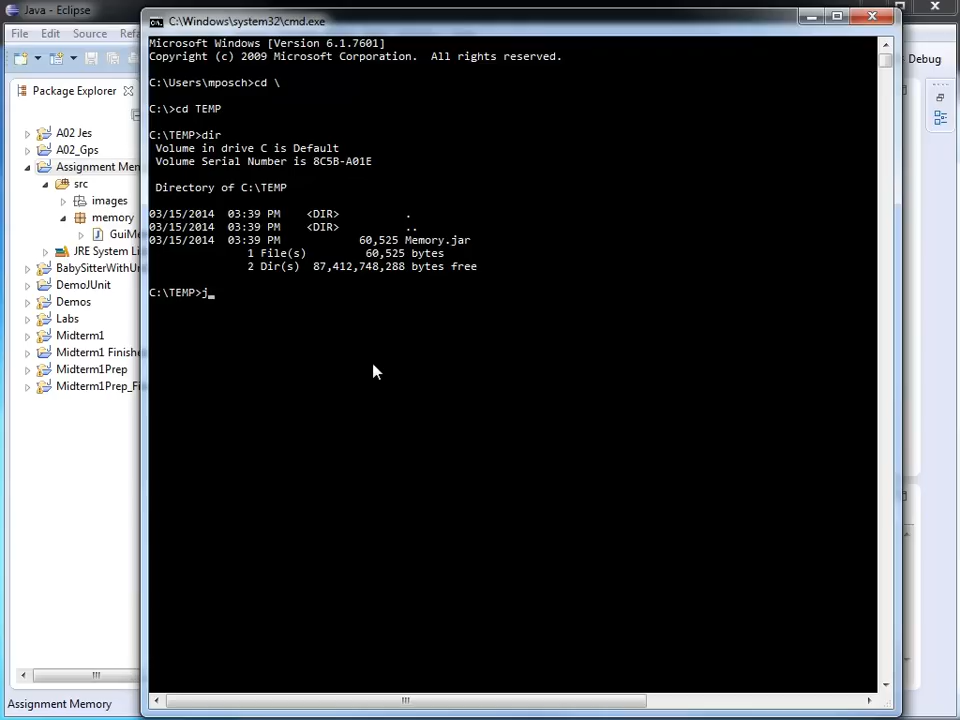 Java - Eclipse
File Edit Source
Package Explorer
A02 Jes
A02_Gps
Assignment Mem
src
images
memory
JRE System Li
DemoJUnit
Demos
Labs
Midterm1
Midterm1 Finishe
Midterm1Prep
Assignment Memory
C:\Windows\system32\cmd.exe
Microsoft Windows [Version 6.1.7601]
Copyright (c) 2009 Microsoft Corporation.  All rights reserved.
C:\Users\mposch>cd \
C:\>cd TEMP
C:\TEMP>dir
Volume in drive C is Default
Volume Serial Number is 8C5B-A01E
Directory of C:\TEMP
03/15/2014  03:39 PM    <DIR>          .
03/15/2014  03:39 PM    <DIR>          ..
03/15/2014  03:39 PM            60,525 Memory.jar
1 File(s)         60,525 bytes
2 Dir(s)  87,412,748,288 bytes free
C:\TEMP>j_
Debug